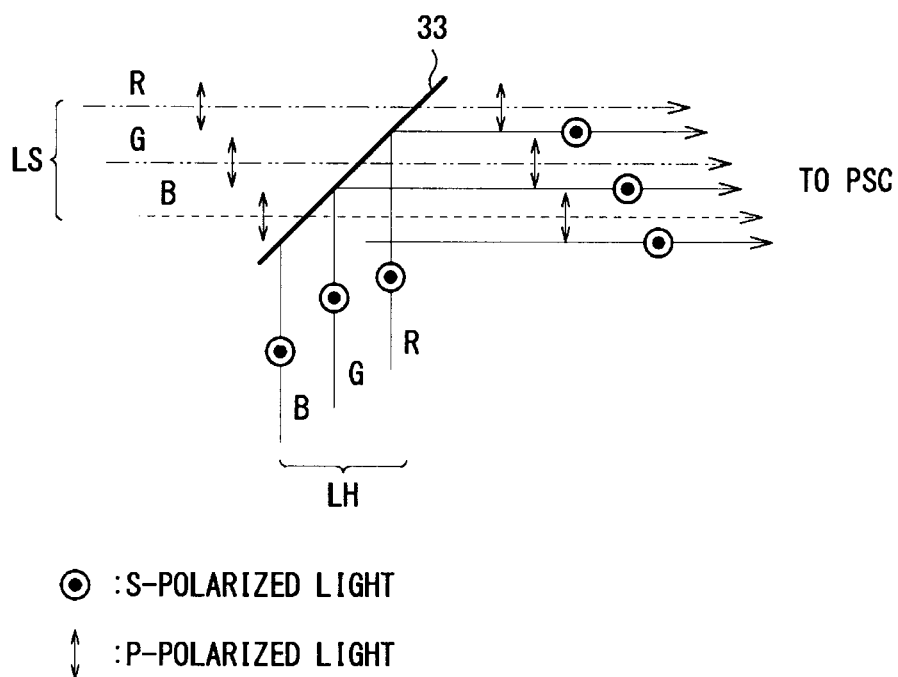 33
R
G
LS
B
TO PSC
R
G
B
LH
:S-POLARIZED LIGHT
:P-POLARIZED LIGHT